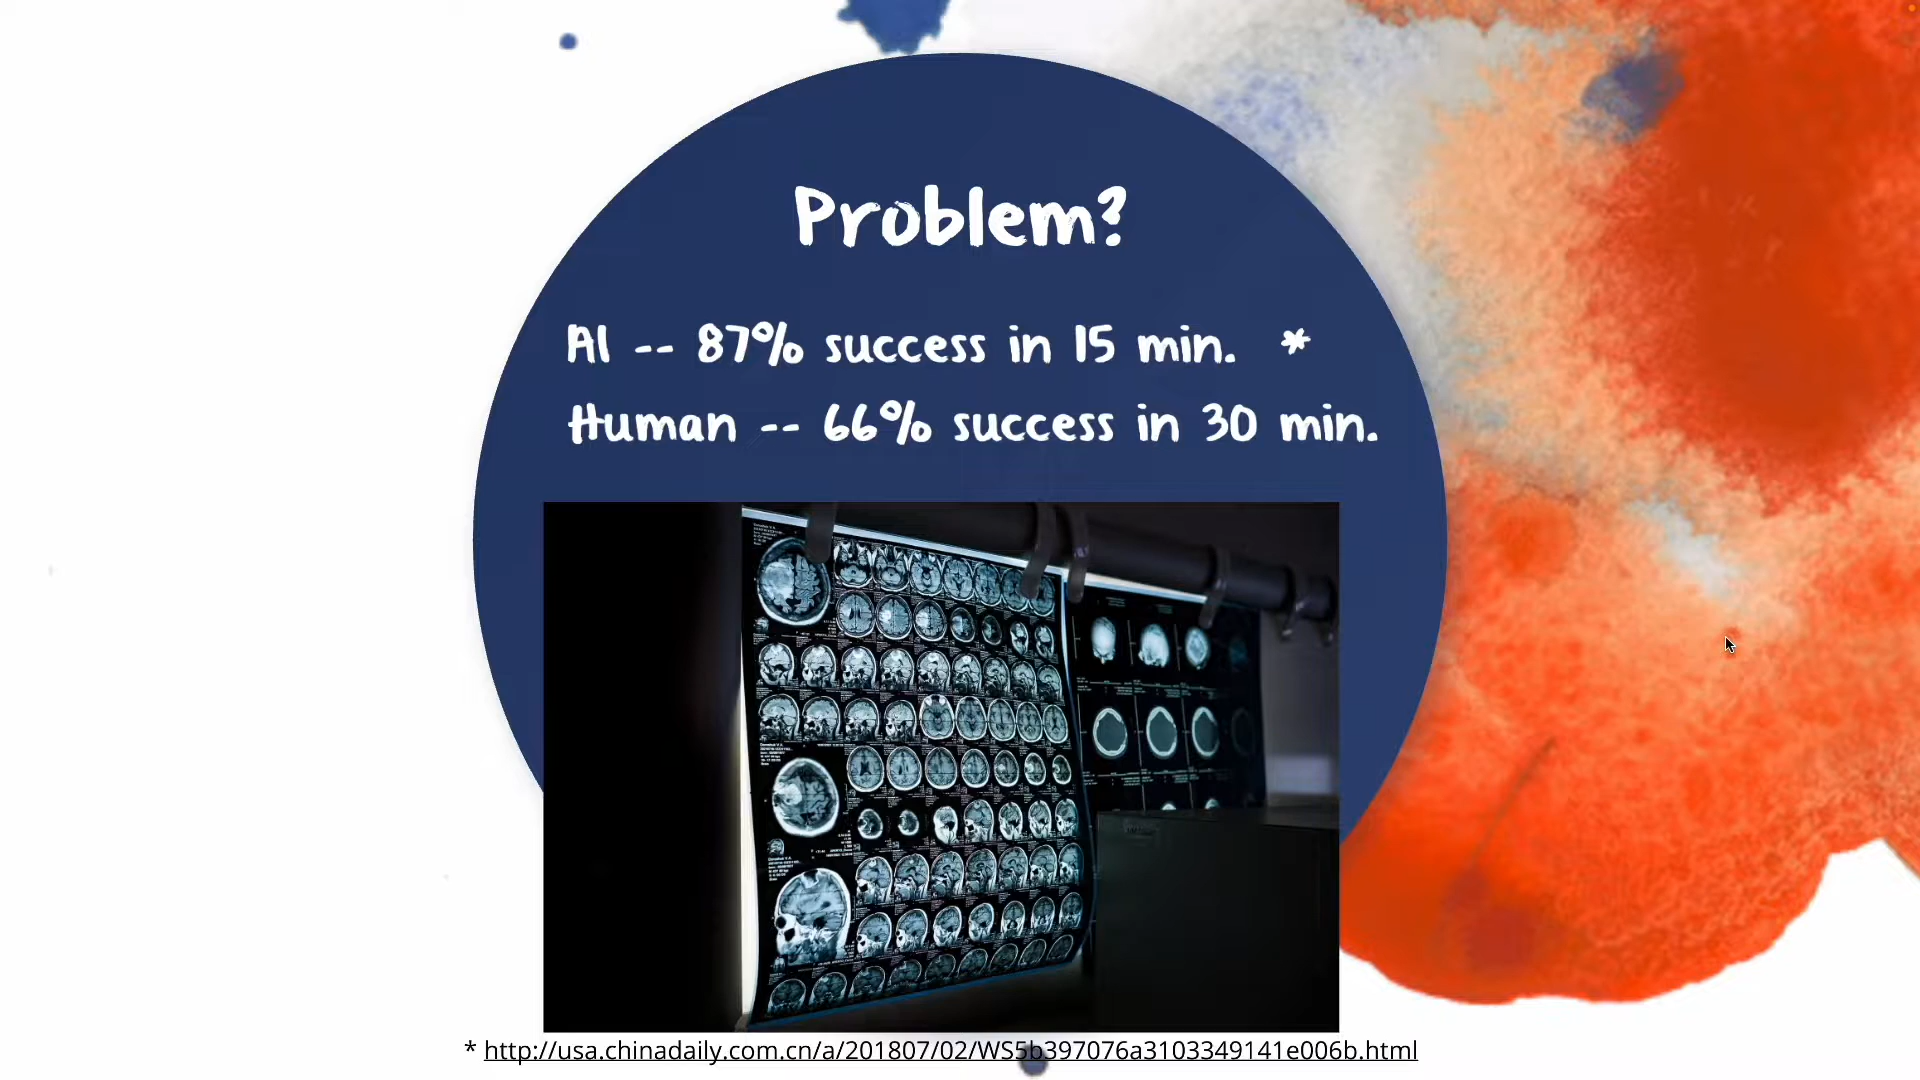 Problem?
AI -- 87% success in 15 min. *
Human -- 66% success in 30 min.
* http://usa.chinadaily.com.cn/a/201807/02/WS5b397076a3103349141e006b.html